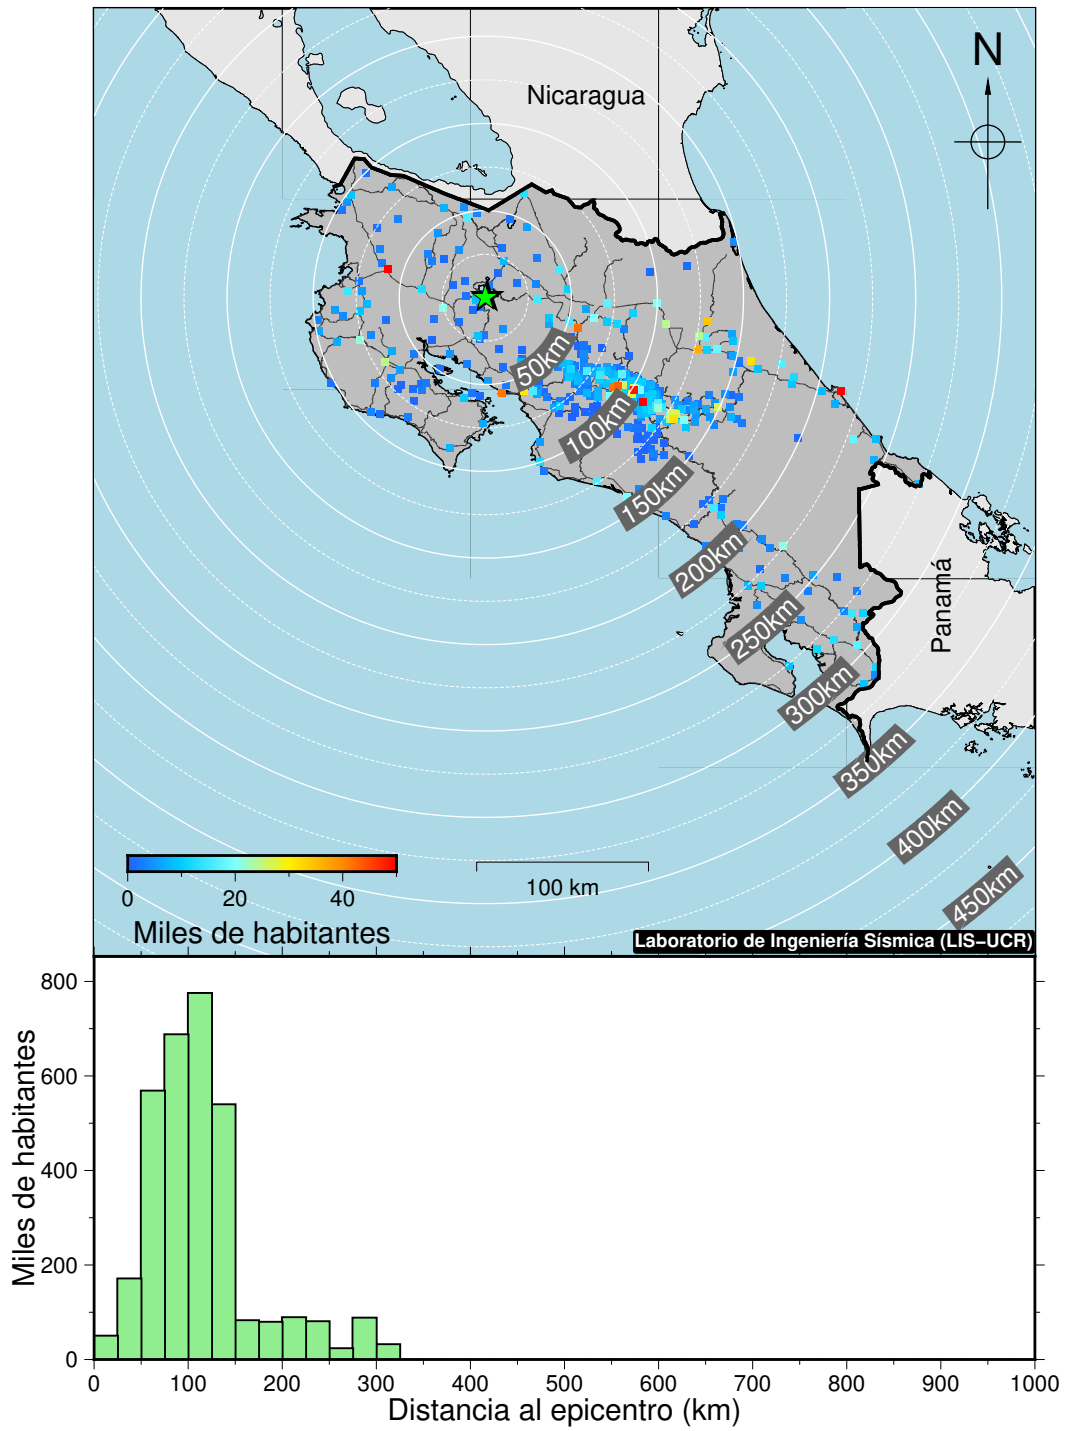 N
Nicaragua
50km
100km
150km
200km
Panamá
250km
300km
350km
400km
450km
0 20 40
Miles de habitantes
100 km
Laboratorio de Ingeniería Sísmica (LIS–UCR)
800
600
400
200
0
Miles de habitantes
0 100 200 300 400 500 600 700 800 900 1000
Distancia al epicentro (km)